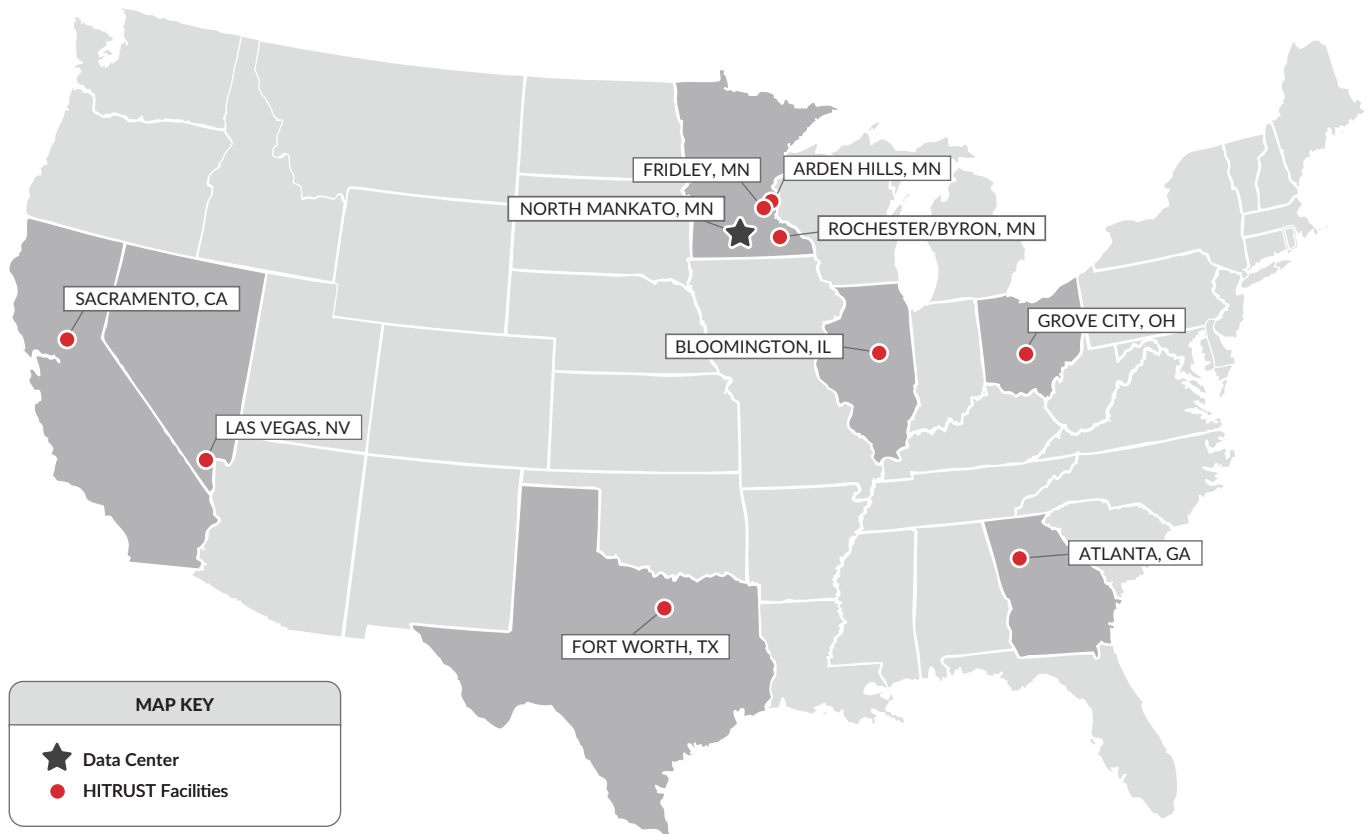 FRIDLEY, MN
ARDEN HILLS, MN
NORTH MANKATO, MN
ROCHESTER/BYRON, MN
SACRAMENTO, CA
GROVE CITY, OH
BLOOMINGTON, IL
LAS VEGAS, NV
ATLANTA, GA
FORT WORTH, TX
MAP KEY
Data Center
HITRUST Facilities